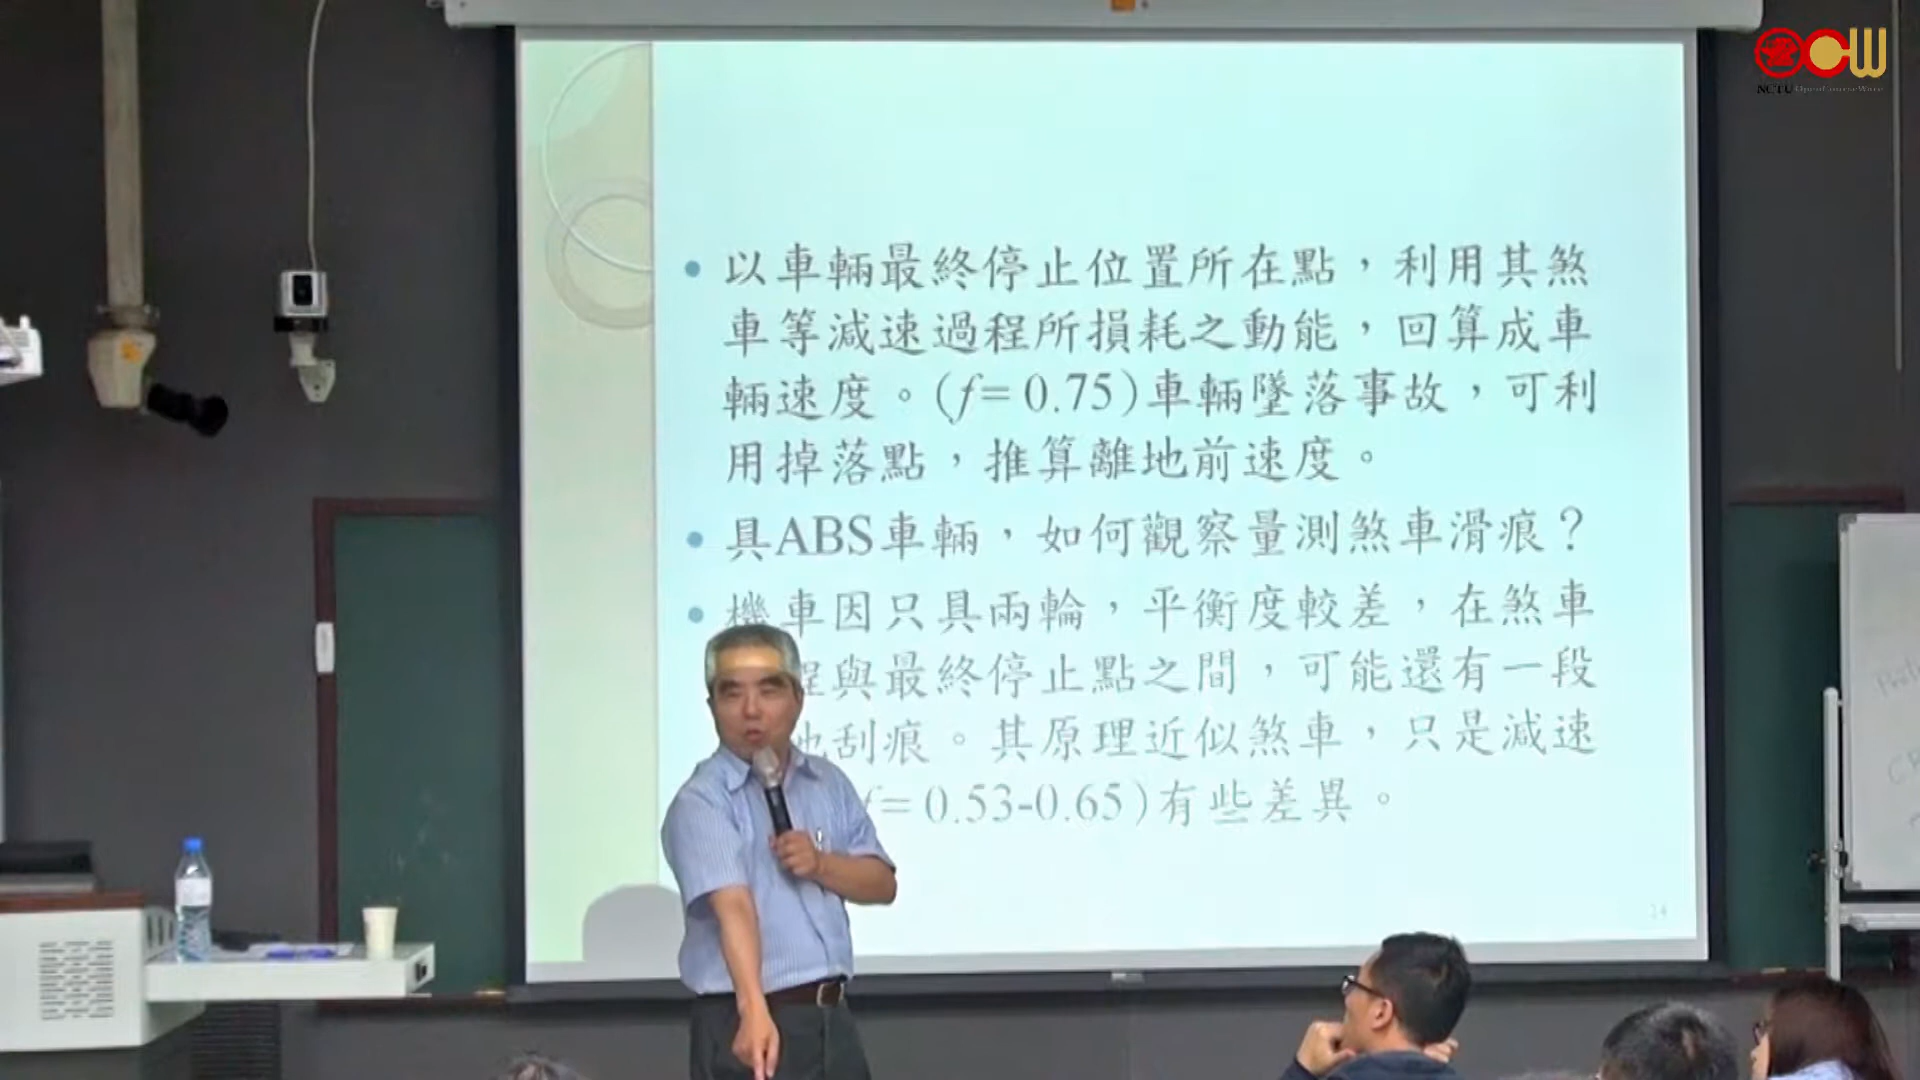 NCTU OpenCourseWare
以車輛最終停止位置所在點，利用其煞
車等減速過程所損耗之動能，回算成車
輛速度。(f= 0.75)車輛墜落事故，可利
用掉落點，推算離地前速度。
具ABS車輛，如何觀察量測煞車滑痕？
機車因只具兩輪，平衡度較差，在煞車
程與最終停止點之間，可能還有一段
地刮痕。其原理近似煞車，只是減速
f= 0.53-0.65)有些差異。
24